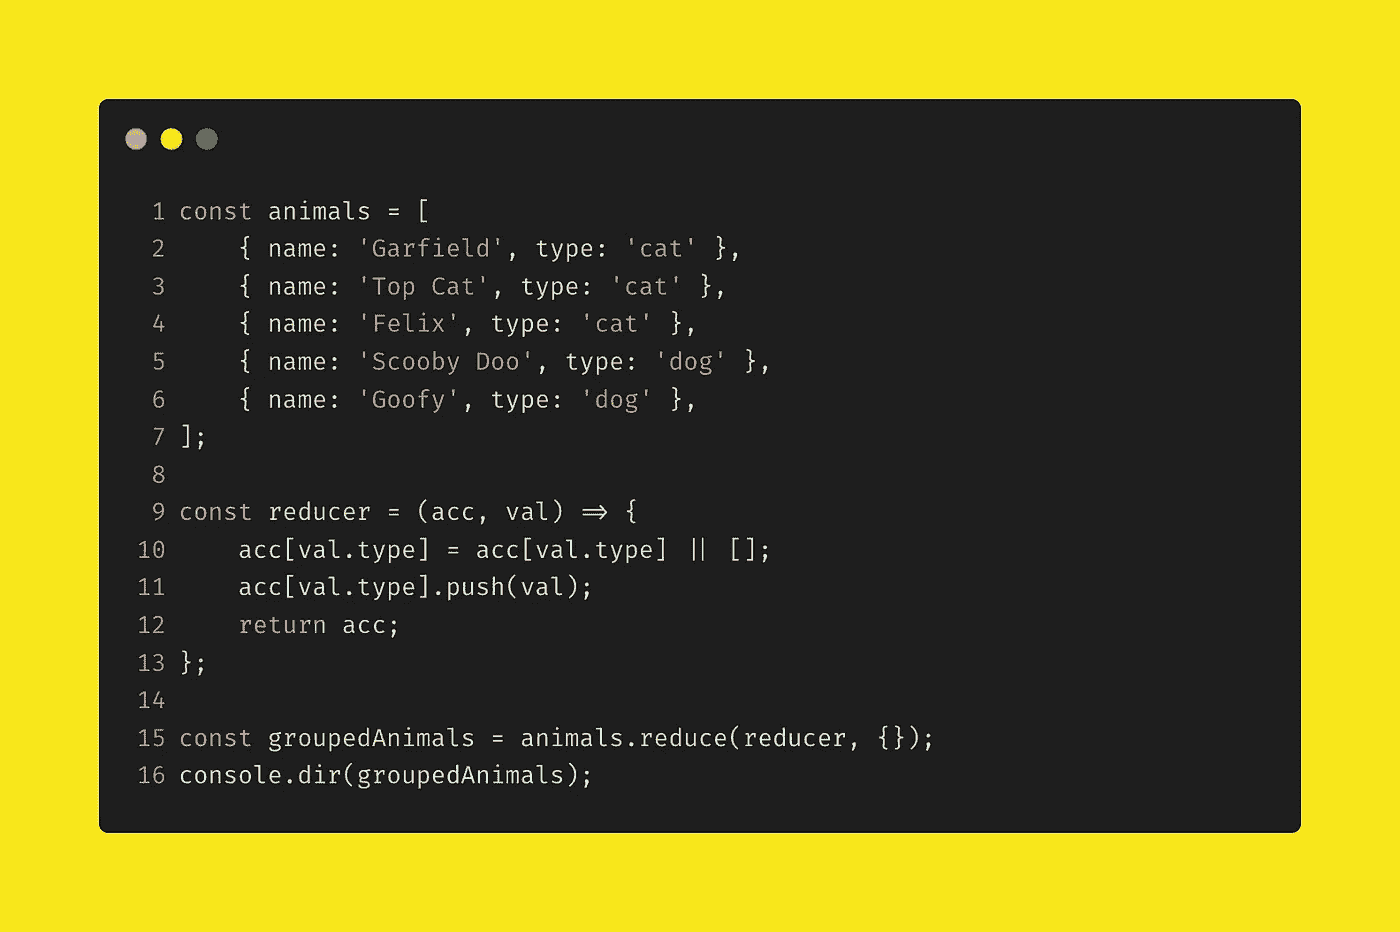 1 const animals = [
2     { name: 'Garfield', type: 'cat' },
3     { name: 'Top Cat', type: 'cat' },
4     { name: 'Felix', type: 'cat' },
5     { name: 'Scooby Doo', type: 'dog' },
6     { name: 'Goofy', type: 'dog' },
7 ];
8
9 const reducer = (acc, val) => {
10     acc[val.type] = acc[val.type] || [];
11     acc[val.type].push(val);
12     return acc;
13 };
14
15 const groupedAnimals = animals.reduce(reducer, {});
16 console.dir(groupedAnimals);